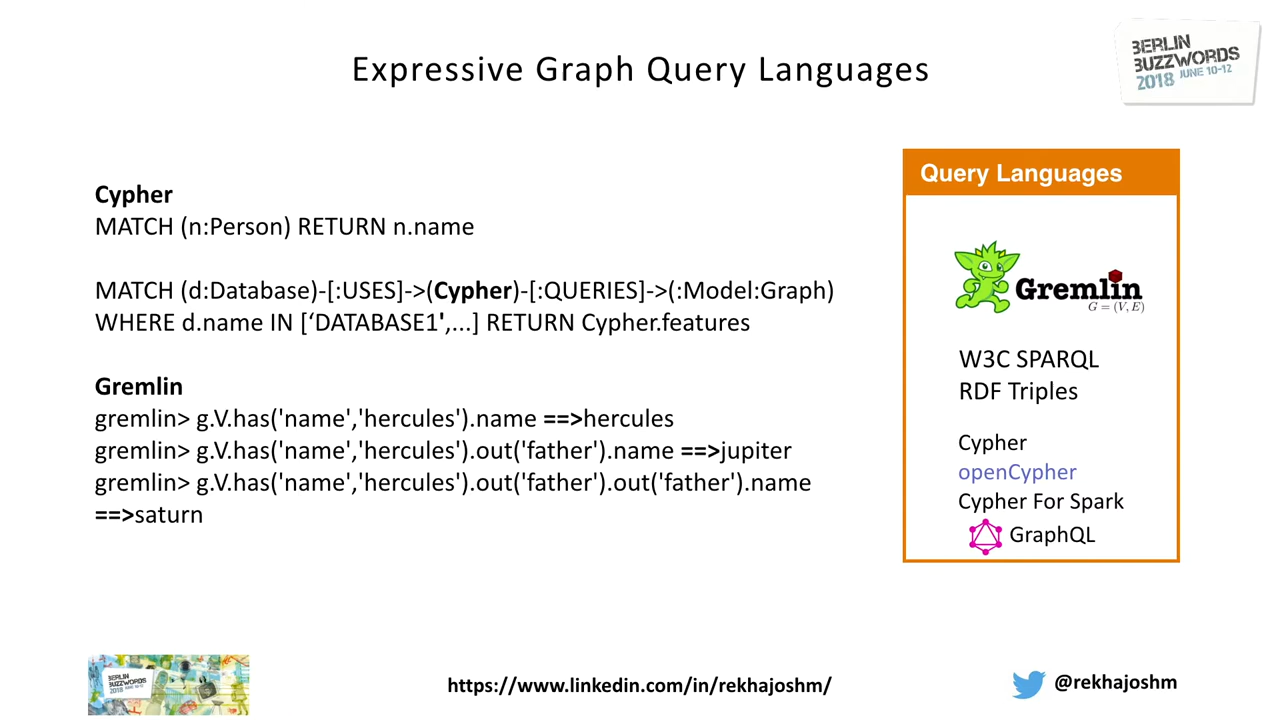 Expressive Graph Query Languages
BERLIN
BUZZWORDS
2018 JUNE 10-12
Cypher
MATCH (n:Person) RETURN n.name
MATCH (d:Database)-[:USES]->(Cypher)-[:QUERIES]->(:Model:Graph)
WHERE d.name IN [‘DATABASE1',...] RETURN Cypher.features
Gremlin
gremlin> g.V.has('name','hercules').name ==>hercules
gremlin> g.V.has('name','hercules').out('father').name ==>jupiter
gremlin> g.V.has('name','hercules').out('father').out('father').name
==>saturn
Query Languages
Gremlin
G = (V, E)
W3C SPARQL
RDF Triples
Cypher
openCypher
Cypher For Spark
GraphQL
BERLIN
BUZZWORDS
2018
https://www.linkedin.com/in/rekhajoshm/
@rekhajoshm